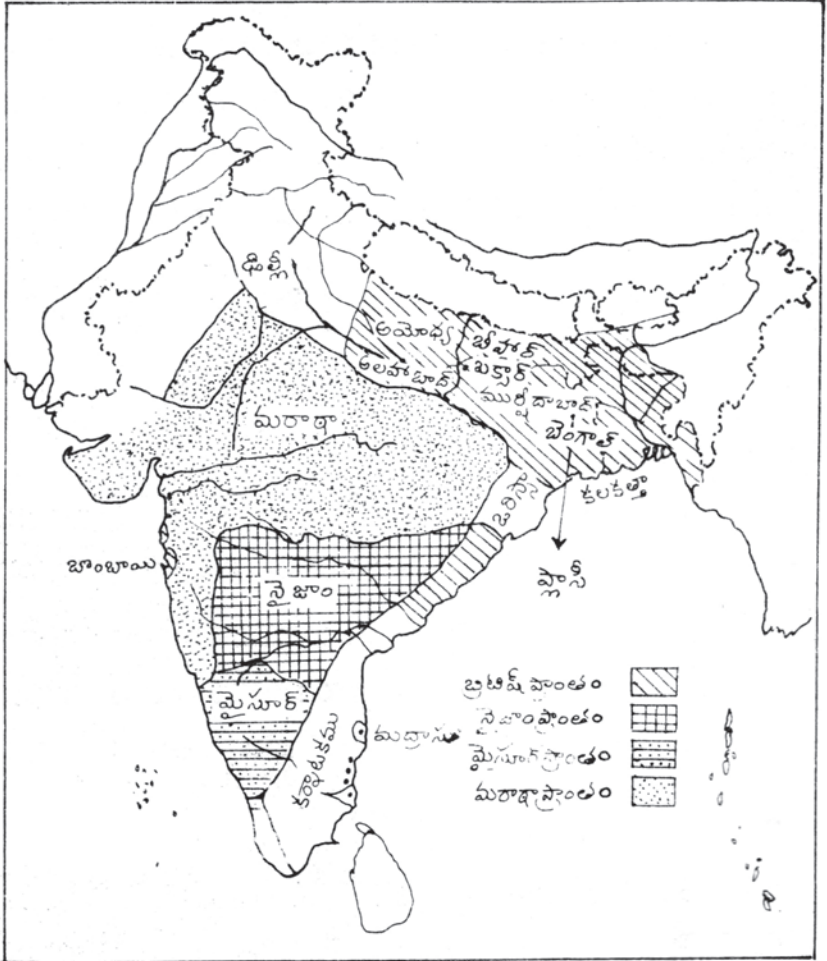 ఢిల్లీ
అయోధ్య
అలహాబాద్
బీహార్
బక్సార్
ముర్షీదాబాద్
బెంగాల్
మరాఠా
ఒరిస్సా
కలకత్తా
బాంబాయి
ప్లాసీ
నైజాం
మైసూర్
కర్నాటకము
మద్రాసు
బ్రిటిష్ ప్రాంతం
నైజాం ప్రాంతం
మైసూర్ ప్రాంతం
మరాఠా ప్రాంతం